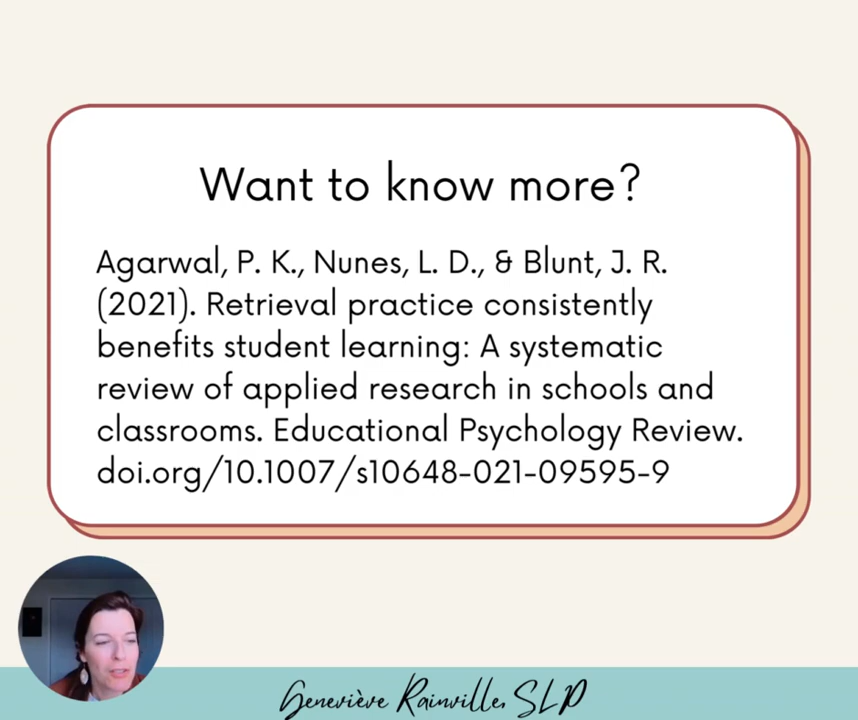 Want to know more?
Agarwal, P. K., Nunes, L. D., & Blunt, J. R.
(2021). Retrieval practice consistently
benefits student learning: A systematic
review of applied research in schools and
classrooms. Educational Psychology Review.
doi.org/10.1007/s10648-021-09595-9
Geneviève Rainville, SLP